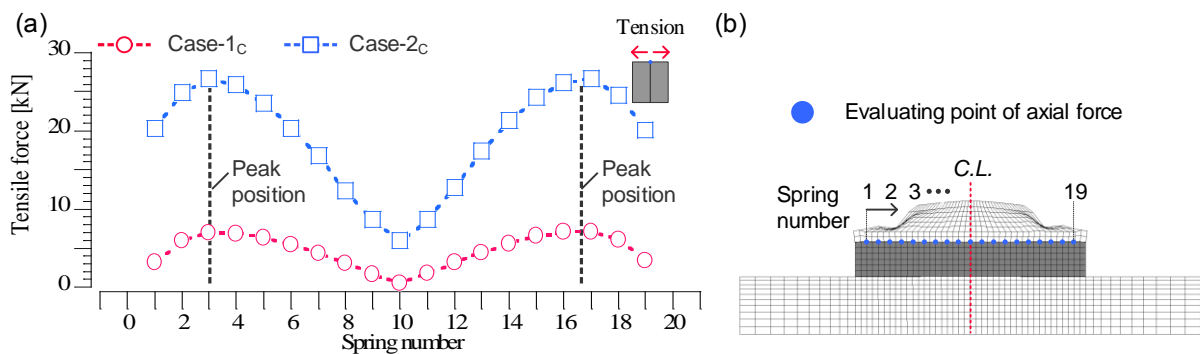 (a)
Case-1C
Case-2C
Tension
Tensile force [kN]
30
20
10
0
Peak
position
Peak
position
0 2 4 6 8 10 12 14 16 18 20
Spring number
(b)
Evaluating point of axial force
C.L.
Spring
number
1 2 3 ••• 19